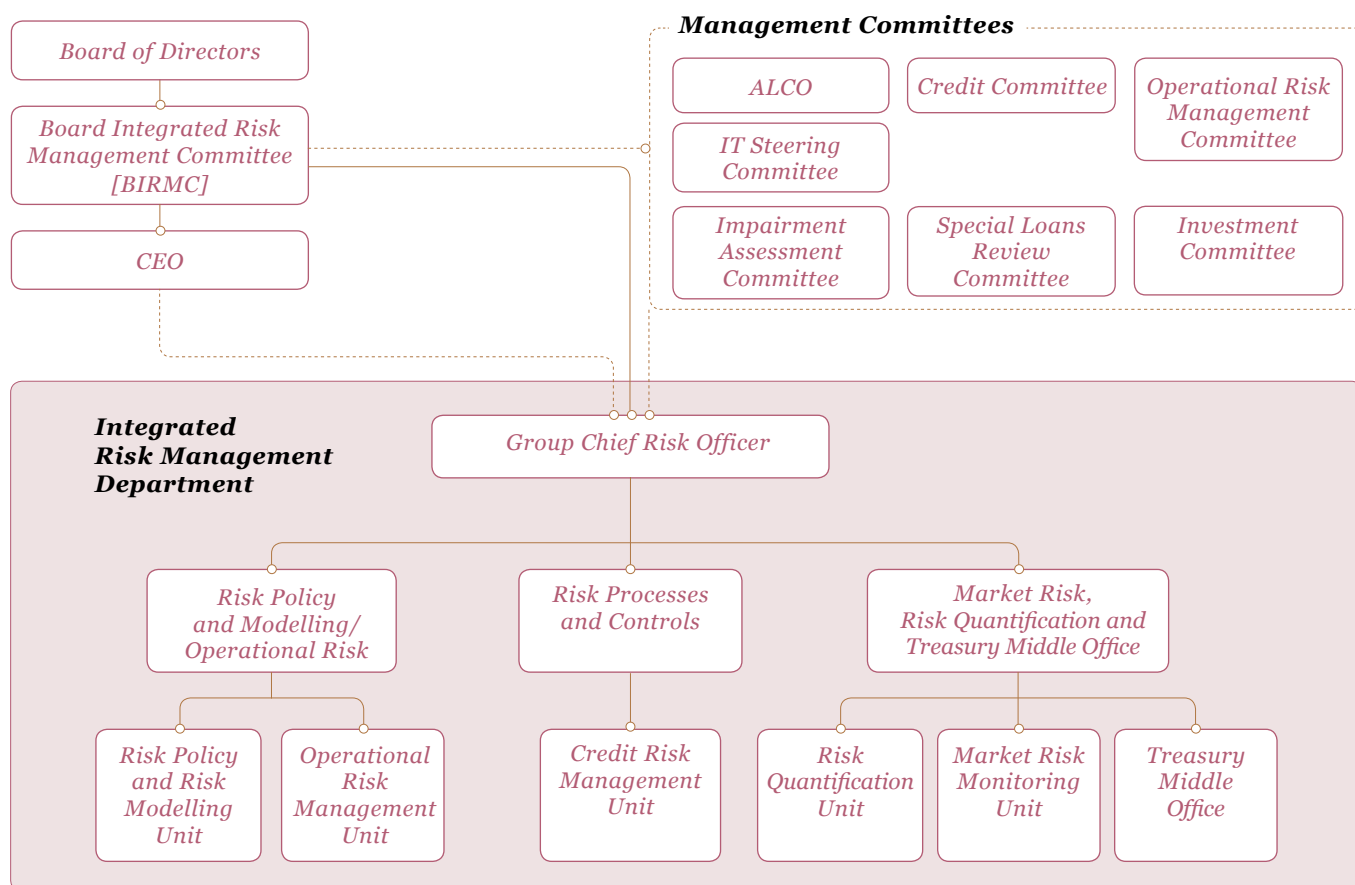 Board of Directors
Board Integrated Risk
Management Committee
[BIRMC]
CEO
Management Committees
ALCO
Credit Committee
Operational Risk
Management
Committee
IT Steering
Committee
Impairment
Assessment
Committee
Special Loans
Review
Committee
Investment
Committee
Integrated
Risk Management
Department
Group Chief Risk Officer
Risk Policy
and Modelling/
Operational Risk
Risk Processes
and Controls
Market Risk,
Risk Quantification and
Treasury Middle Office
Risk Policy
and Risk
Modelling
Unit
Operational
Risk
Management
Unit
Credit Risk
Management
Unit
Risk
Quantification
Unit
Market Risk
Monitoring
Unit
Treasury
Middle
Office